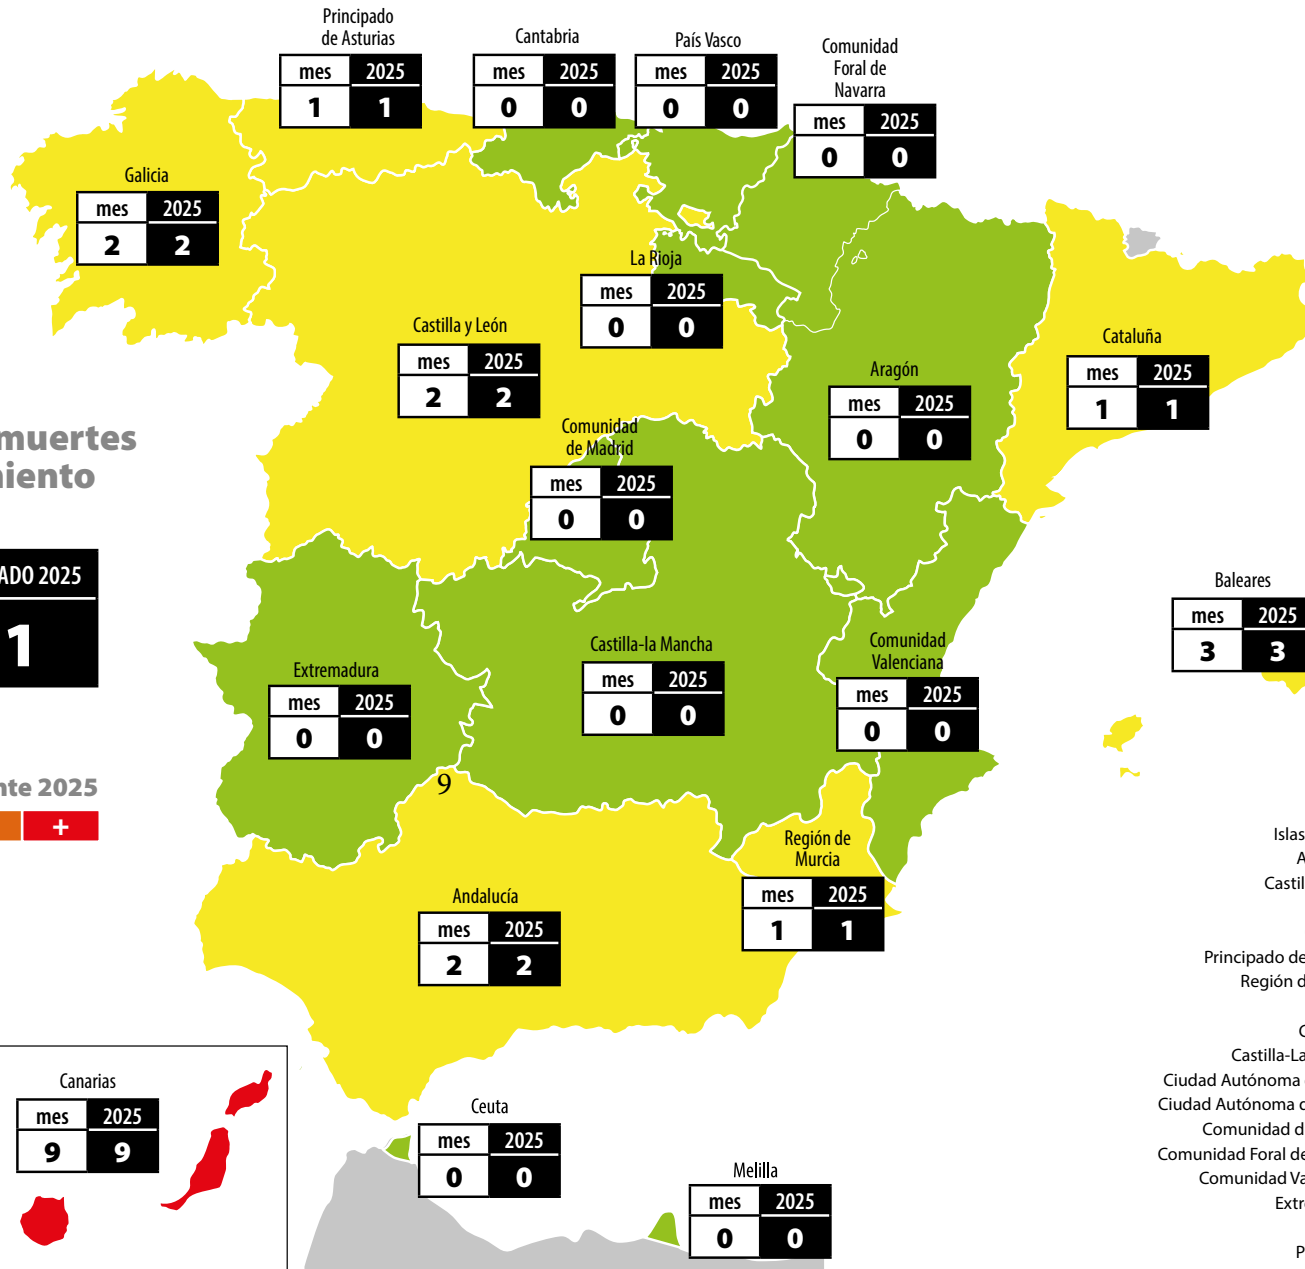 Principado
de Asturias
mes 2025
1 1
Cantabria
mes 2025
0 0
País Vasco
mes 2025
0 0
Comunidad
Foral de
Navarra
mes 2025
0 0
Galicia
mes 2025
2 2
La Rioja
mes 2025
0 0
Castilla y León
mes 2025
2 2
Cataluña
mes 2025
1 1
Aragón
mes 2025
0 0
Comunidad
de Madrid
mes 2025
0 0
muertes
iento
ADO 2025
1
Baleares
mes 2025
3 3
Castilla-la Mancha
mes 2025
0 0
Comunidad
Valenciana
mes 2025
0 0
Extremadura
mes 2025
0 0
nte 2025
+
9
Región de
Murcia
mes 2025
1 1
Andalucía
mes 2025
2 2
Islas
A
Castil
Principado de
Región d
C
Castilla-La
Ciudad Autónoma
Ciudad Autónoma d
Comunidad d
Comunidad Foral de
Comunidad Va
Extr
P
Canarias
mes 2025
9 9
Ceuta
mes 2025
0 0
Melilla
mes 2025
0 0